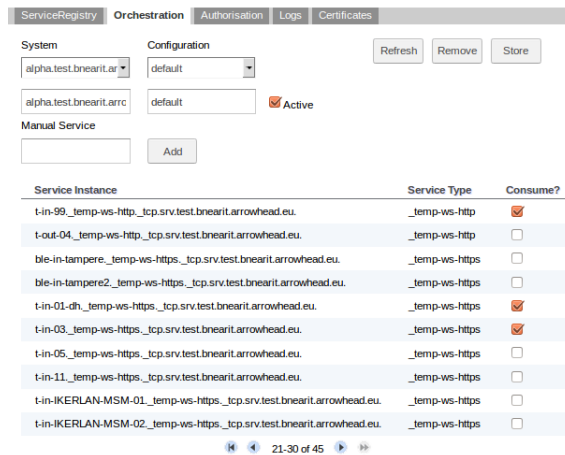 ServiceRegistry Orchestration Authorisation Logs Certificates
System Configuration
Refresh Remove Store
alpha.test.bnearit.ar default
alpha.test.bnearit.arrc default Active
Manual Service
Add
Service Instance Service Type Consume?
t-in-99._temp-ws-http._tcp.srv.test.bnearit.arrowhead.eu. _temp-ws-http
t-out-04._temp-ws-http._tcp.srv.test.bnearit.arrowhead.eu. _temp-ws-http
ble-in-tampere._temp-ws-https._tcp.srv.test.bnearit.arrowhead.eu. _temp-ws-https
ble-in-tampere2._temp-ws-https._tcp.srv.test.bnearit.arrowhead.eu. _temp-ws-https
t-in-01-dh._temp-ws-https._tcp.srv.test.bnearit.arrowhead.eu. _temp-ws-https
t-in-03._temp-ws-https._tcp.srv.test.bnearit.arrowhead.eu. _temp-ws-https
t-in-05._temp-ws-https._tcp.srv.test.bnearit.arrowhead.eu. _temp-ws-https
t-in-11._temp-ws-https._tcp.srv.test.bnearit.arrowhead.eu. _temp-ws-https
t-in-IKERLAN-MSM-01._temp-ws-https._tcp.srv.test.bnearit.arrowhead.eu. _temp-ws-https
t-in-IKERLAN-MSM-02._temp-ws-https._tcp.srv.test.bnearit.arrowhead.eu. _temp-ws-https
21-30 of 45